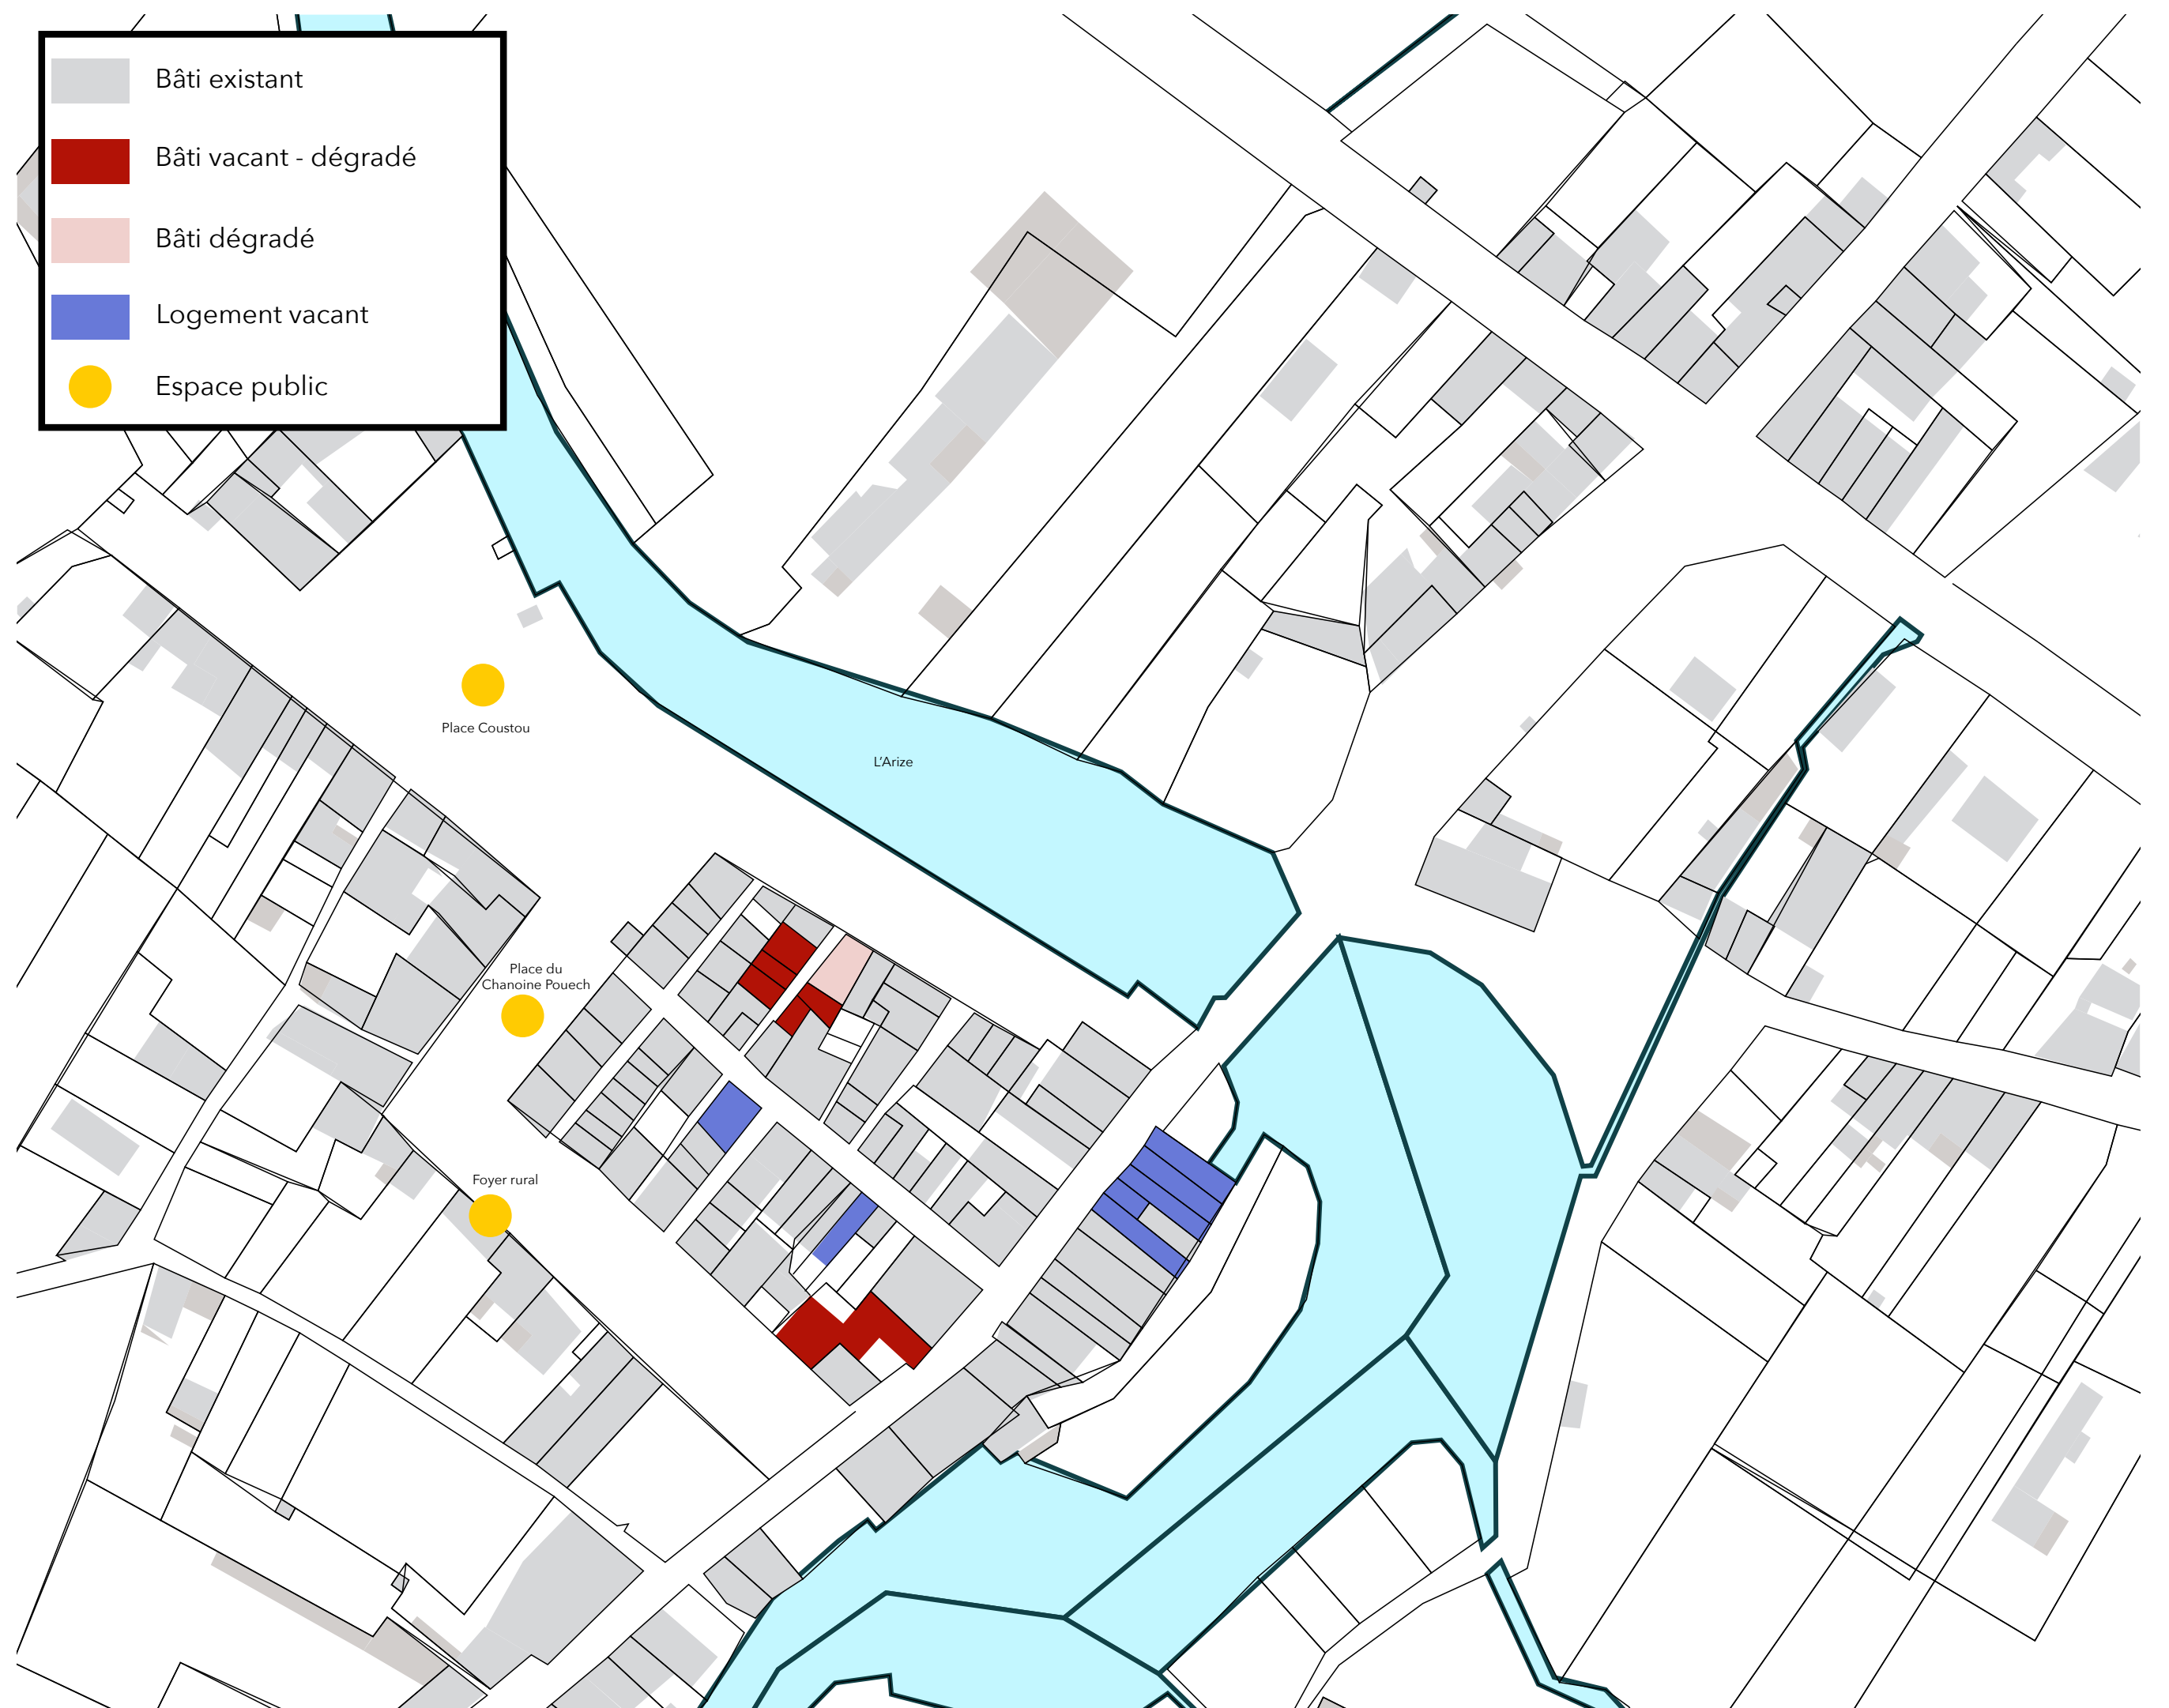 Bâti existant
Bâti vacant - dégradé
Bâti dégradé
Logement vacant
Espace public
Place Coustou
L'Arize
Place du
Chanoine Pouech
Foyer rural